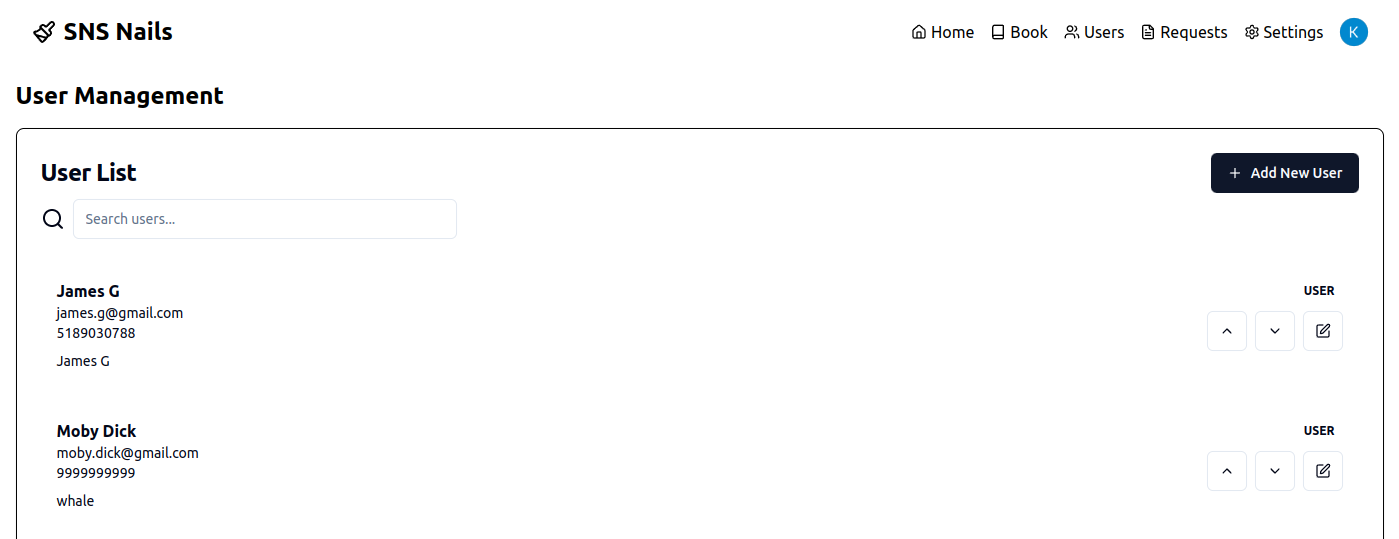 SNS Nails
Home Book Users Requests Settings K
User Management
User List
+ Add New User
Search users...
James G
USER
james.g@gmail.com
5189030788
James G
Moby Dick
USER
moby.dick@gmail.com
9999999999
whale